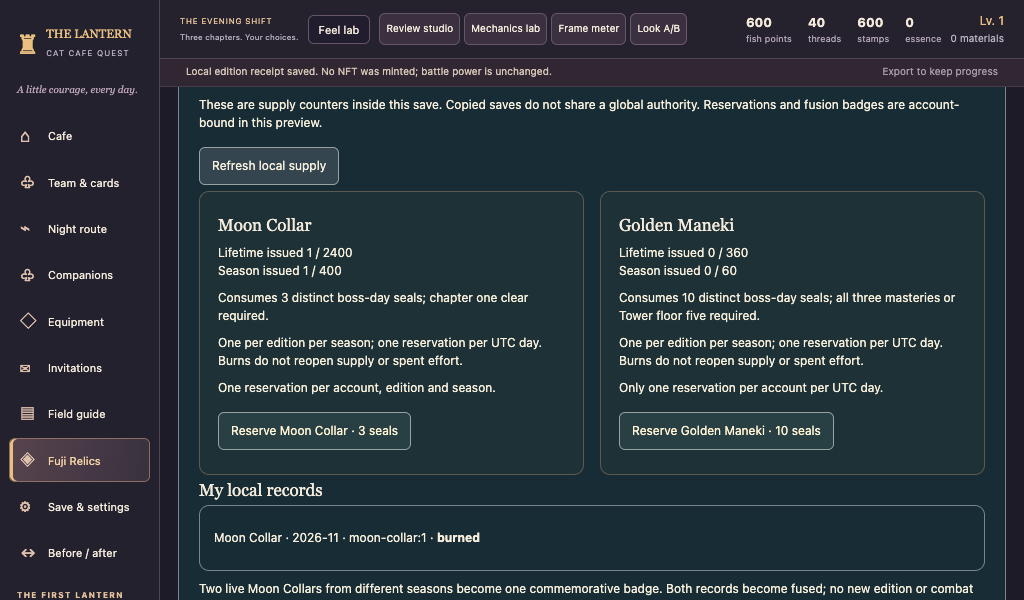 THE LANTERN
CAT CAFE QUEST
A little courage, every day.
Cafe
Team & cards
Night route
Companions
Equipment
Invitations
Field guide
Fuji Relics
Save & settings
Before / after
THE FIRST LANTERN
THE EVENING SHIFT
Three chapters. Your choices.
Feel lab
Review studio
Mechanics lab
Frame meter
Look A/B
600
fish points
40
threads
600
stamps
0
essence
Lv. 1
0 materials
Local edition receipt saved. No NFT was minted; battle power is unchanged.
Export to keep progress
These are supply counters inside this save. Copied saves do not share a global authority. Reservations and fusion badges are account-
bound in this preview.
Refresh local supply
Moon Collar
Lifetime issued 1 / 2400
Season issued 1 / 400
Consumes 3 distinct boss-day seals; chapter one clear
required.
One per edition per season; one reservation per UTC day.
Burns do not reopen supply or spent effort.
One reservation per account, edition and season.
Reserve Moon Collar · 3 seals
Golden Maneki
Lifetime issued 0 / 360
Season issued 0 / 60
Consumes 10 distinct boss-day seals; all three masteries or
Tower floor five required.
One per edition per season; one reservation per UTC day.
Burns do not reopen supply or spent effort.
Only one reservation per account per UTC day.
Reserve Golden Maneki · 10 seals
My local records
Moon Collar · 2026-11 · moon-collar:1 · burned
Two live Moon Collars from different seasons become one commemorative badge. Both records become fused; no new edition or combat